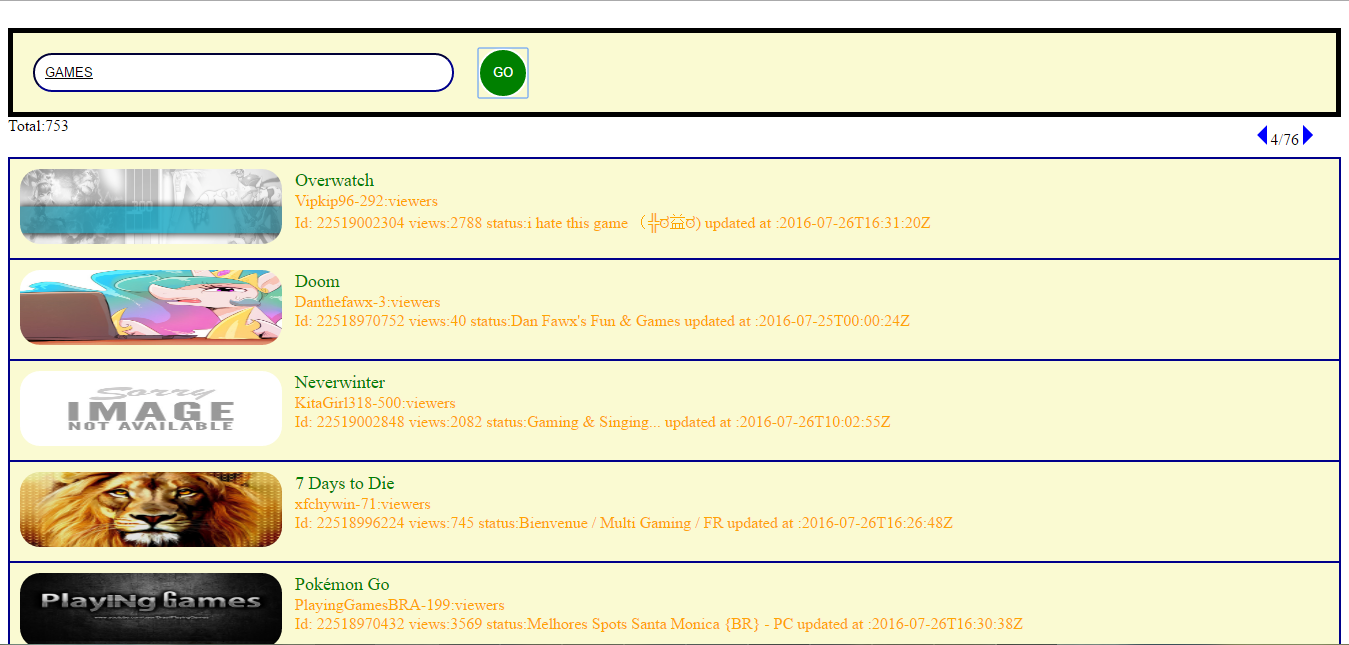 GAMES
GO
Total:753
4/76
Overwatch
Vipkip96-292:viewers
Id: 22519002304 views:2788 status:i hate this game (╬ಠ益ಠ) updated at :2016-07-26T16:31:20Z
Doom
Danthefawx-3:viewers
Id: 22518970752 views:40 status:Dan Fawx's Fun & Games updated at :2016-07-25T00:00:24Z
Sorry
IMAGE
NOT AVAILABLE
Neverwinter
KitaGirl318-500:viewers
Id: 22519002848 views:2082 status:Gaming & Singing... updated at :2016-07-26T10:02:55Z
7 Days to Die
xfchywin-71:viewers
Id: 22518996224 views:745 status:Bienvenue / Multi Gaming / FR updated at :2016-07-26T16:26:48Z
PlayiNg Games
Pokémon Go
PlayingGamesBRA-199:viewers
Id: 22518970432 views:3569 status:Melhores Spots Santa Monica {BR} - PC updated at :2016-07-26T16:30:38Z